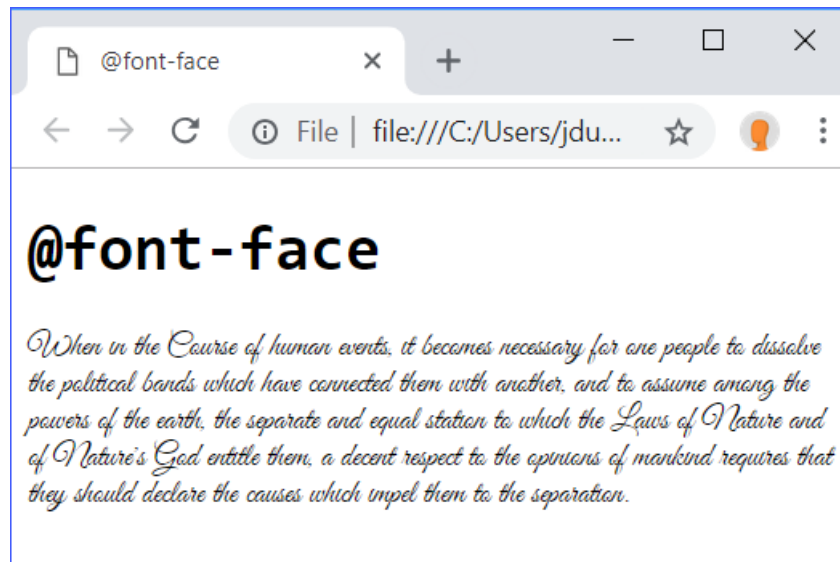 @font-face
File | file:///C:/Users/jdu...
@font-face
When in the Course of human events, it becomes necessary for one people to dissolve
the political bands which have connected them with another, and to assume among the
powers of the earth, the separate and equal station to which the Laws of Nature and
of Nature's God entitle them, a decent respect to the opinions of mankind requires that
they should declare the causes which impel them to the separation.